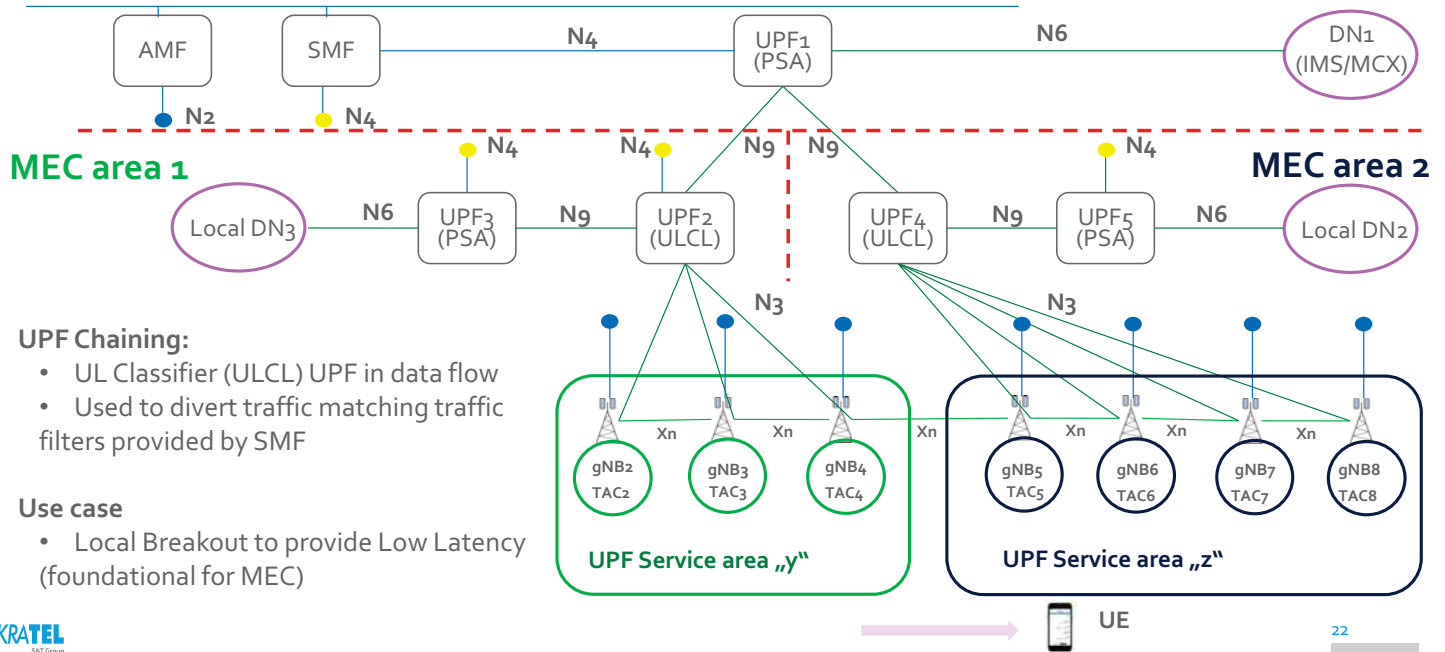 AMF
SMF
N4
UPF1
(PSA)
N6
DN1
(IMS/MCX)
N2
N4
MEC area 1
N4
N4
N9
N9
N4
MEC area 2
Local DN3
N6
UPF3
(PSA)
N9
UPF2
(ULCL)
UPF4
(ULCL)
N9
UPF5
(PSA)
N6
Local DN2
N3
N3
UPF Chaining:
• UL Classifier (ULCL) UPF in data flow
• Used to divert traffic matching traffic
filters provided by SMF
Use case
• Local Breakout to provide Low Latency
(foundational for MEC)
Xn
Xn
Xn
Xn
Xn
Xn
gNB2
TAC2
gNB3
TAC3
gNB4
TAC4
gNB5
TAC5
gNB6
TAC6
gNB7
TAC7
gNB8
TAC8
UPF Service area „y“
UPF Service area „z“
UE
KRATEL
S&T Group
22